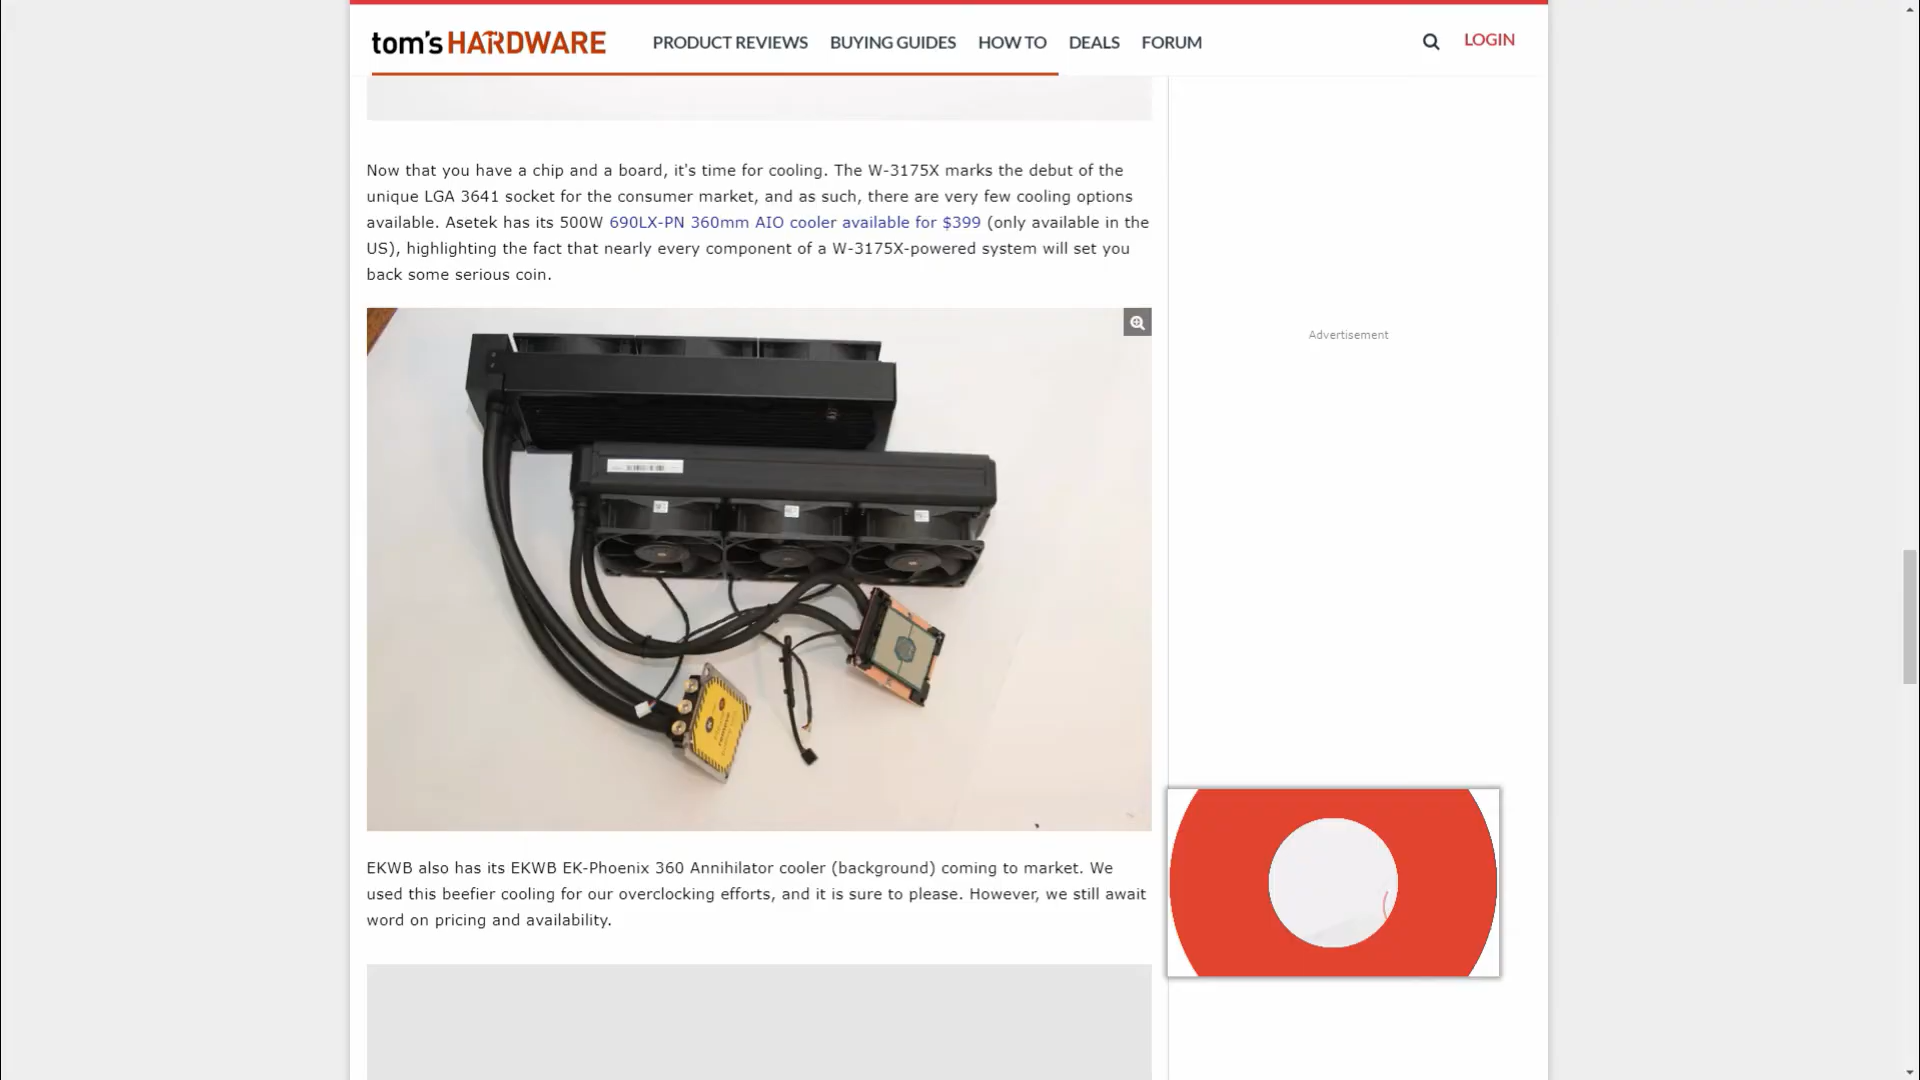 tom's HARDWARE
PRODUCT REVIEWS
BUYING GUIDES
HOW TO
DEALS
FORUM
LOGIN
Now that you have a chip and a board, it's time for cooling. The W-3175X marks the debut of the
unique LGA 3641 socket for the consumer market, and as such, there are very few cooling options
available. Asetek has its 500W 690LX-PN 360mm AIO cooler available for $399 (only available in the
US), highlighting the fact that nearly every component of a W-3175X-powered system will set you
back some serious coin.
Advertisement
EKWB also has its EKWB EK-Phoenix 360 Annihilator cooler (background) coming to market. We
used this beefier cooling for our overclocking efforts, and it is sure to please. However, we still await
word on pricing and availability.